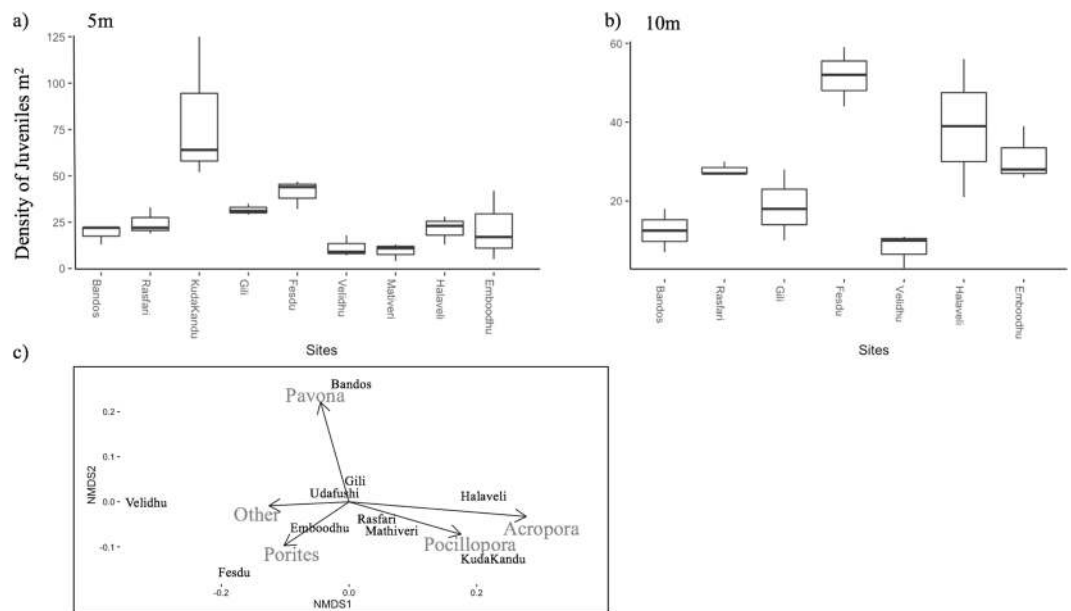 a) 5m
b) 10m
Density of Juveniles m²
125
100
75
50
25
0
Bandos
Rasfari
KudaKandu
Gili
Fesdu
Velidhu
Mativeri
Halaveli
Emboodhu
Sites
60
40
20
Bandos
Rasfari
Gili
Fesdu
Velidhu
Halaveli
Emboodhu
Sites
c)
NMDS2
0.2
0.1
0.0
-0.1
Bandos
Pavona
Gili
Udafushi
Velidhu
Halaveli
Other
Rasfari
Acropora
Emboodhu
Mathiveri
Pocillopora
Porites
KudaKandu
Fesdu
-0.2
0.0
0.2
NMDS1